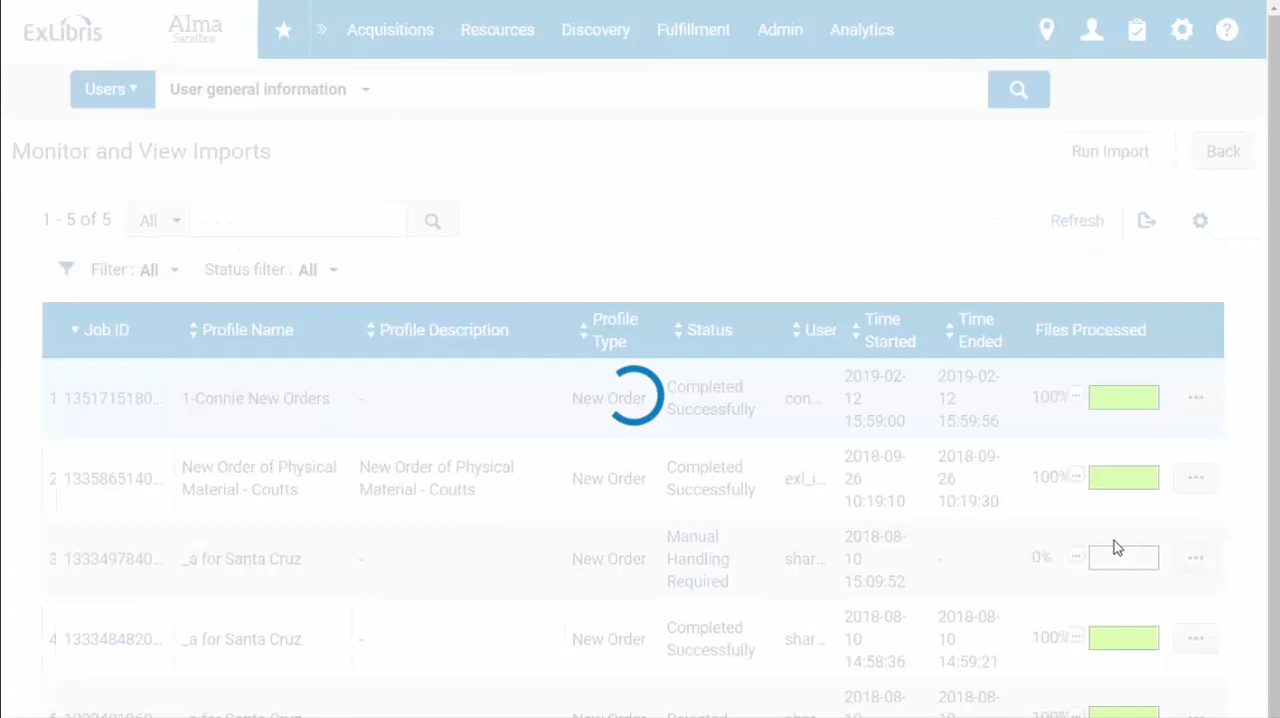 ExLibris
Alma
Sandbox
Acquisitions
Resources
Discovery
Fulfillment
Admin
Analytics
Users
User general information
Monitor and View Imports
Run Import
Back
1 - 5 of 5
All
Refresh
Filter : All
Status filter : All
Job ID
Profile Name
Profile Description
Profile
Type
Status
User
Time
Started
Time
Ended
Files Processed
1 1351715180...
1-Connie New Orders
-
New Order
Completed
Successfully
con...
2019-02-
12
15:59:00
2019-02-
12
15:59:56
100%
2 1335865140...
New Order of Physical
Material - Coutts
New Order of Physical
Material - Coutts
New Order
Completed
Successfully
exl_i...
2018-09-
26
10:19:10
2018-09-
26
10:19:30
100%
3 1333497840...
_a for Santa Cruz
-
New Order
Manual
Handling
Required
shar...
2018-08-
10
15:09:52
-
0%
4 1333484820...
_a for Santa Cruz
-
New Order
Completed
Successfully
shar...
2018-08-
10
14:58:36
2018-08-
10
14:59:21
100%
2018-08-
2018-08-